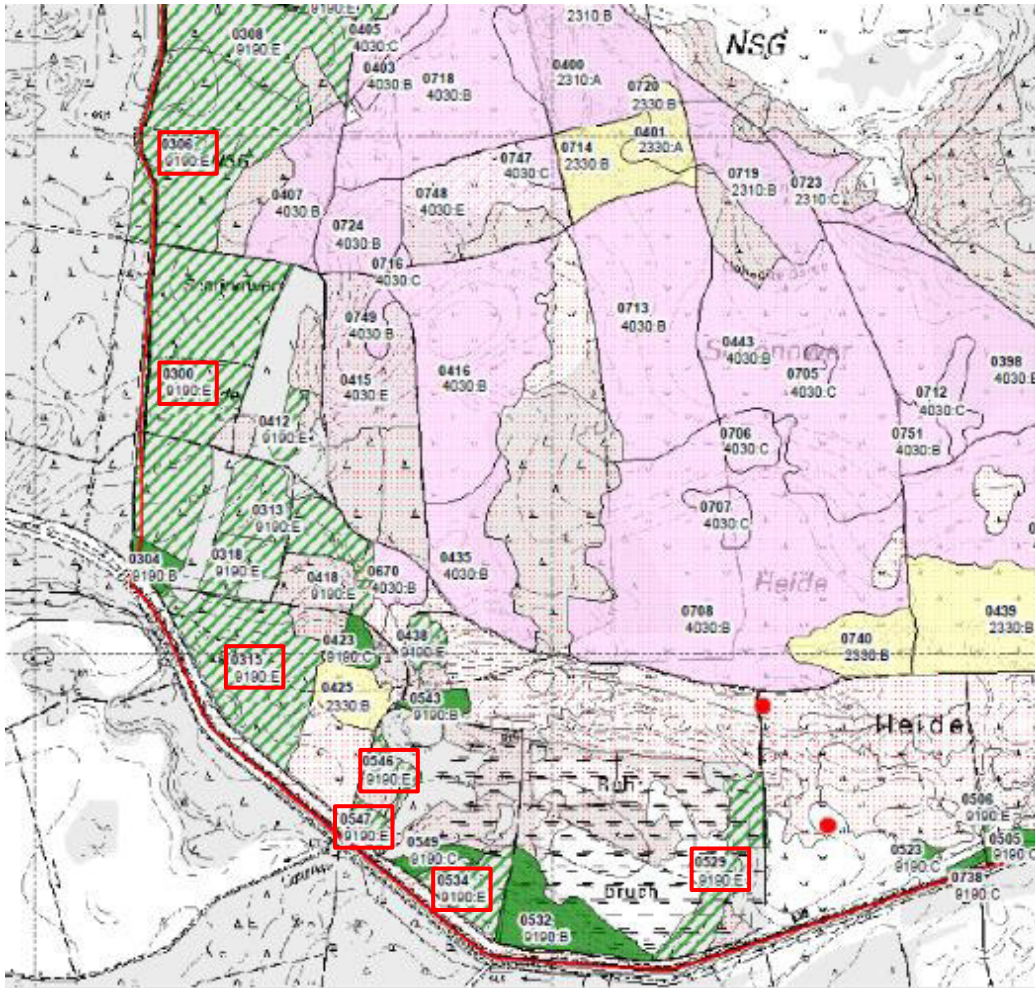 9190:E
0308
9190:E
0405
4030:C
0403
4030:B
0718
4030:B
2310 B
0400
2310:A
NSG
0720
2330:B
0401
2330:A
0714
2330:B
0306
9190:E
NSG
0747
4030:C
0748
4030:E
0719
2310:B
0723
2310:C
0407
4030:B
0724
4030:B
0716
4030:C
0749
4030:B
0713
4030:B
0443
4030:B
0300
9190:E
0415
4030:E
0416
4030:B
0705
4030:C
0398
4030:B
0712
4030:C
0412
9190:E
0706
4030:C
0751
4030:B
0707
4030:C
0313
9190:E
0304
9190 B
0318
9190:E
0418
9190:E
0670
4030:B
0435
4030:B
Heide
0708
4030:B
0439
2330:B
0740
2330:B
0423
9190:C
0438
9190:E
0315
9190:E
0425
2330:B
0543
9190:B
Heide
0546
9190:E
0547
9190:E
0549
9190:C
0506
9190:E
0505
9190:C
0523
9190:C
0529
9190:E
0534
9190:E
bruch
0738
9190:C
0532
9190:B